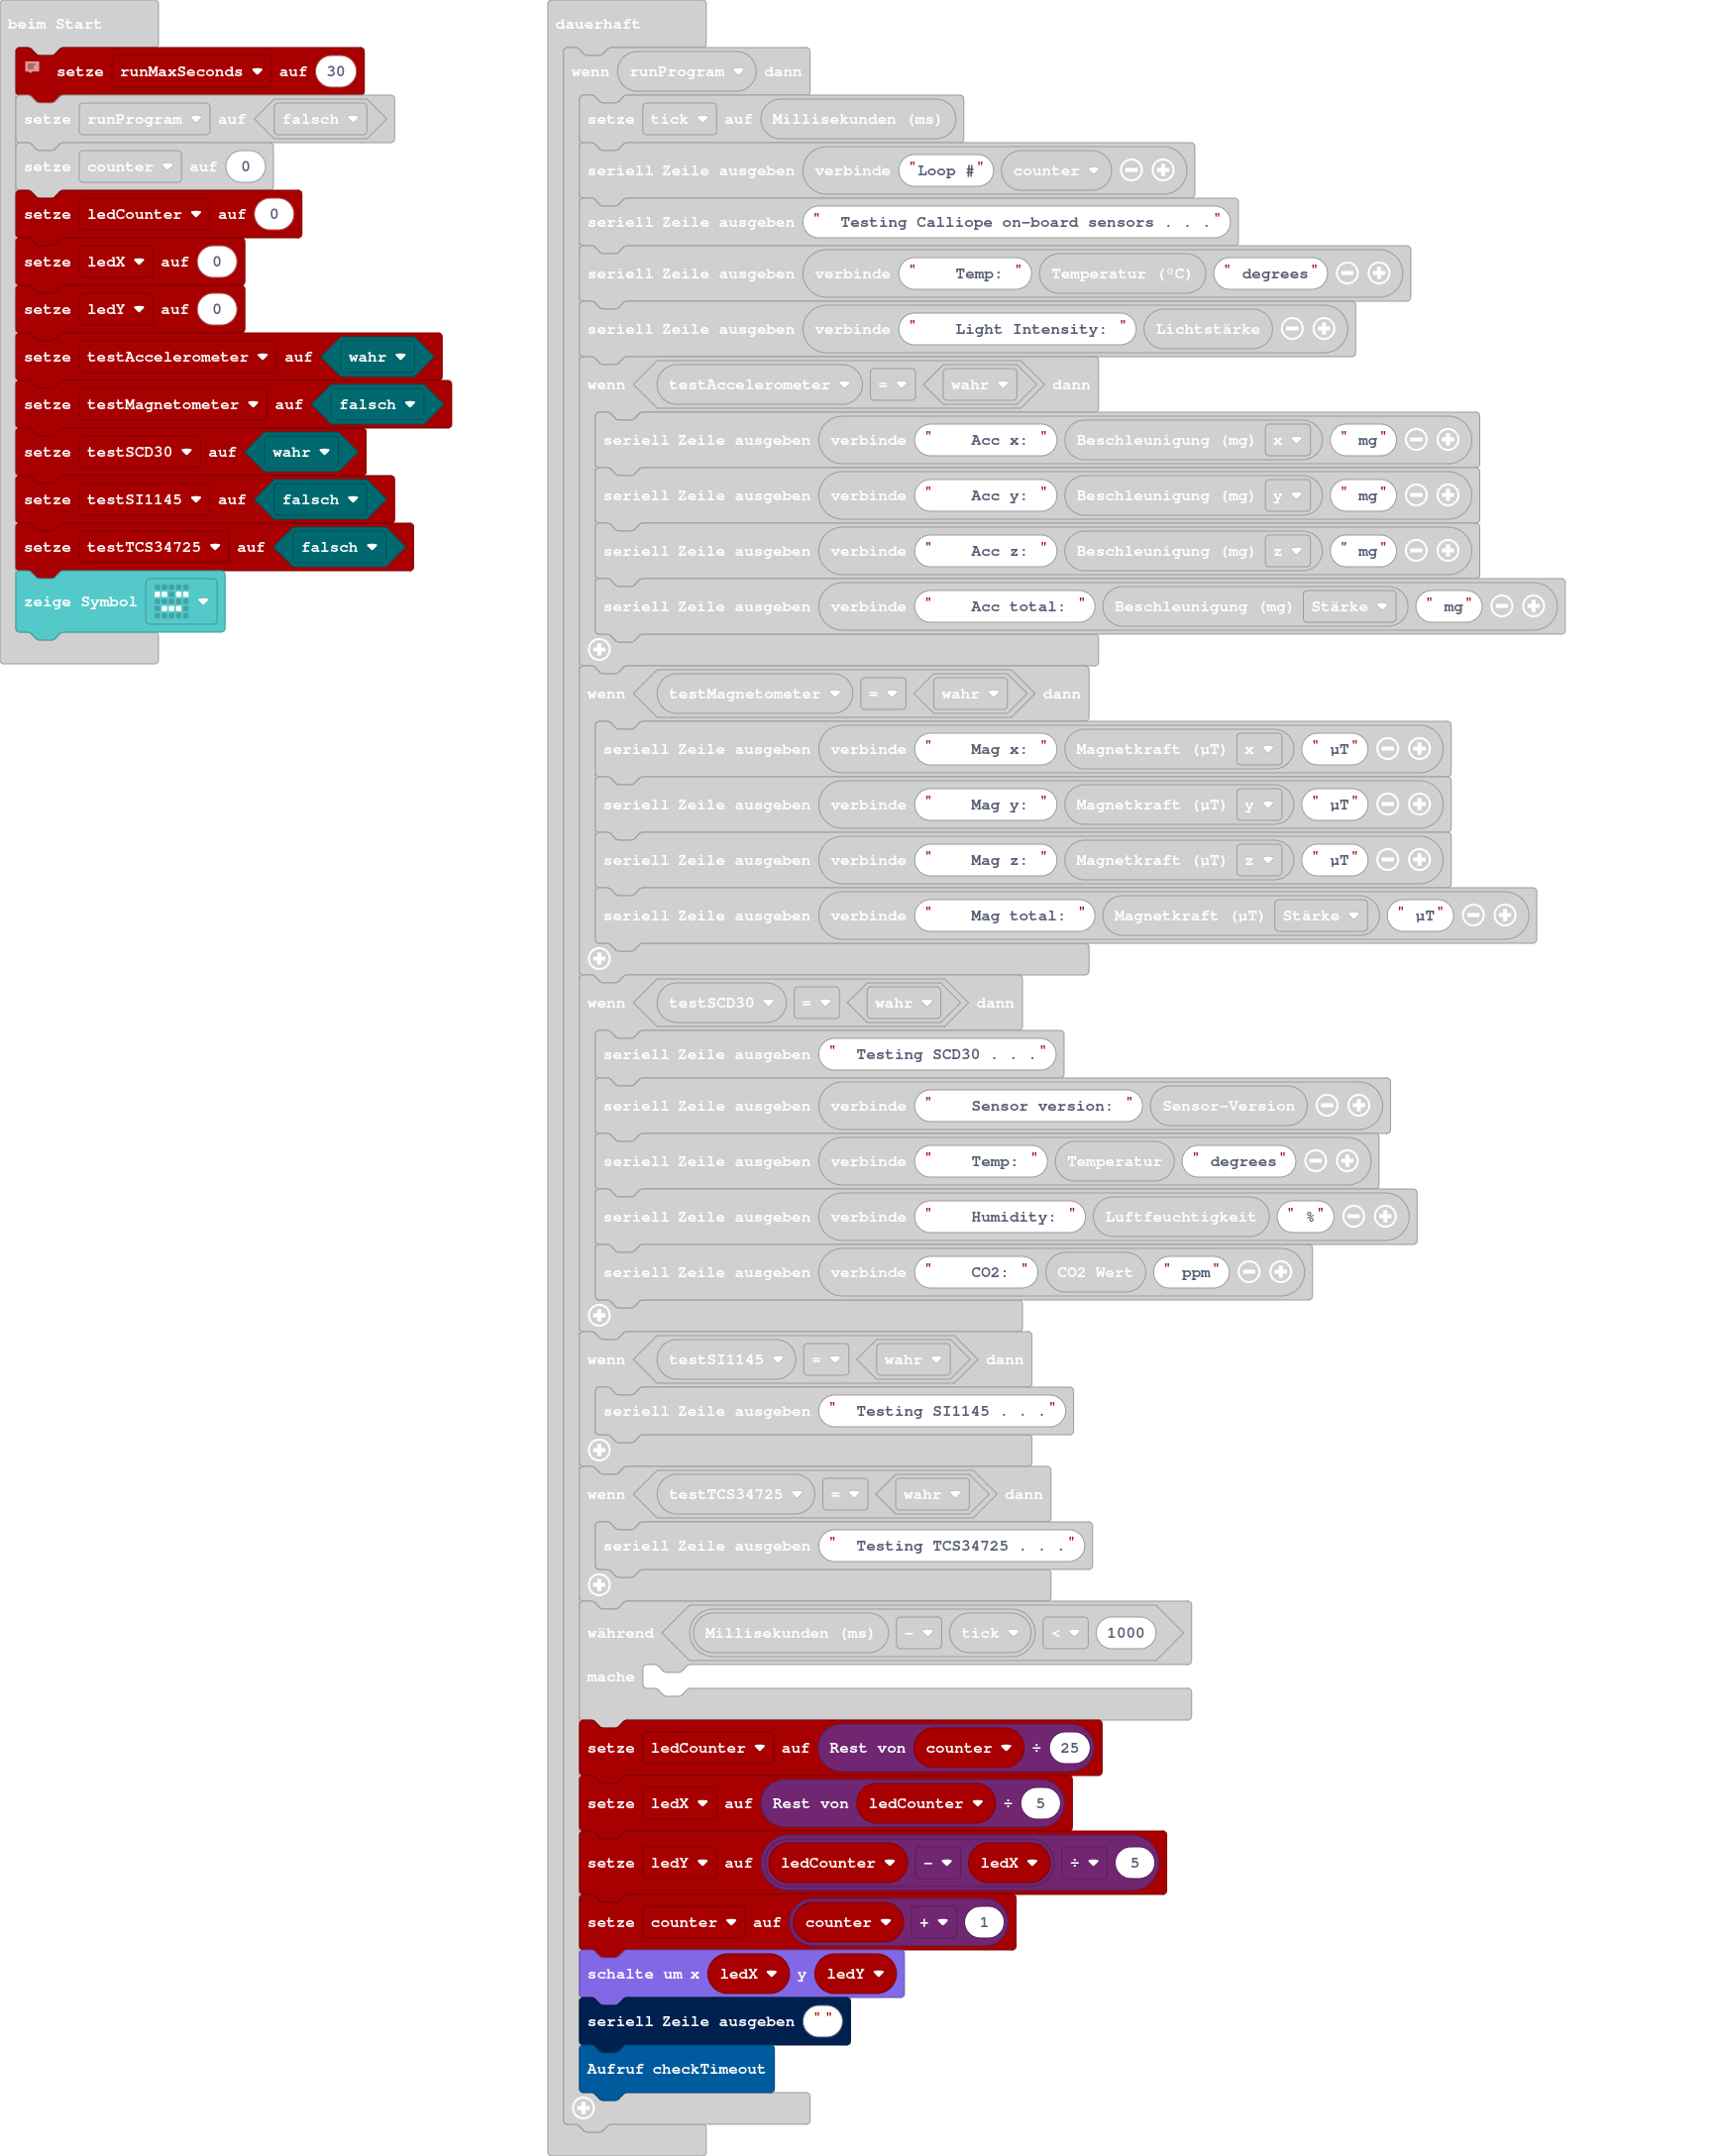 beim Start
setze runMaxSeconds auf 30
setze runProgram auf falsch
setze counter auf 0
setze ledCounter auf 0
setze ledX auf 0
setze ledY auf 0
setze testAccelerometer auf wahr
setze testMagnetometer auf falsch
setze testSCD30 auf wahr
setze testSI1145 auf falsch
setze testTCS34725 auf falsch
zeige Symbol
dauerhaft
wenn runProgram dann
setze tick auf Millisekunden (ms)
seriell Zeile ausgeben verbinde "Loop #" counter
seriell Zeile ausgeben "  Testing Calliope on-board sensors . . ."
seriell Zeile ausgeben verbinde "    Temp: " Temperatur (°C) " degrees"
seriell Zeile ausgeben verbinde "    Light Intensity: " Lichtstärke
wenn testAccelerometer = wahr dann
seriell Zeile ausgeben verbinde "    Acc x: " Beschleunigung (mg) x " mg"
seriell Zeile ausgeben verbinde "    Acc y: " Beschleunigung (mg) y " mg"
seriell Zeile ausgeben verbinde "    Acc z: " Beschleunigung (mg) z " mg"
seriell Zeile ausgeben verbinde "    Acc total: " Beschleunigung (mg) Stärke " mg"
wenn testMagnetometer = wahr dann
seriell Zeile ausgeben verbinde "    Mag x: " Magnetkraft (µT) x " µT"
seriell Zeile ausgeben verbinde "    Mag y: " Magnetkraft (µT) y " µT"
seriell Zeile ausgeben verbinde "    Mag z: " Magnetkraft (µT) z " µT"
seriell Zeile ausgeben verbinde "    Mag total: " Magnetkraft (µT) Stärke " µT"
wenn testSCD30 = wahr dann
seriell Zeile ausgeben "  Testing SCD30 . . ."
seriell Zeile ausgeben verbinde "    Sensor version: " Sensor-Version
seriell Zeile ausgeben verbinde "    Temp: " Temperatur " degrees"
seriell Zeile ausgeben verbinde "    Humidity: " Luftfeuchtigkeit " %"
seriell Zeile ausgeben verbinde "    CO2: " CO2 Wert " ppm"
wenn testSI1145 = wahr dann
seriell Zeile ausgeben "  Testing SI1145 . . ."
wenn testTCS34725 = wahr dann
seriell Zeile ausgeben "  Testing TCS34725 . . ."
während Millisekunden (ms) - tick < 1000
mache
setze ledCounter auf Rest von counter ÷ 25
setze ledX auf Rest von ledCounter ÷ 5
setze ledY auf ledCounter - ledX ÷ 5
setze counter auf counter + 1
schalte um x ledX y ledY
seriell Zeile ausgeben ""
Aufruf checkTimeout